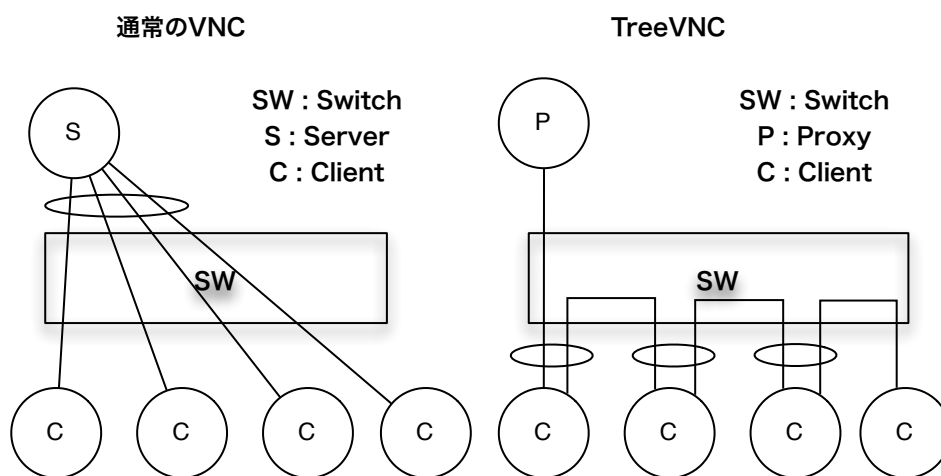 通常のVNC
SW : Switch
S : Server
C : Client
S
SW
C
C
C
C
TreeVNC
SW : Switch
P : Proxy
C : Client
P
SW
C
C
C
C